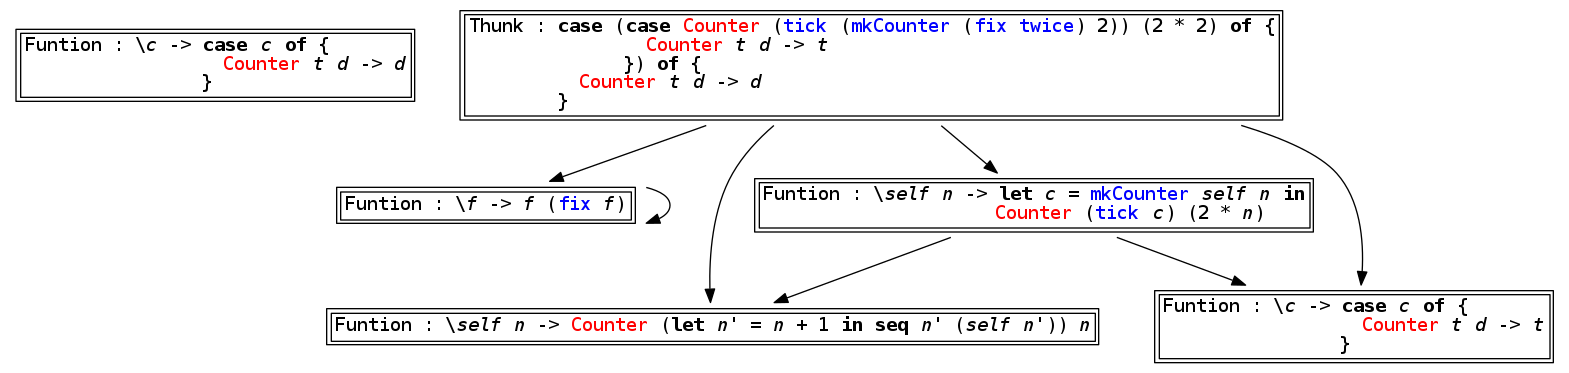 Funtion : \c -> case c of {
Counter t d -> d
}
Thunk : case (case Counter (tick (mkCounter (fix twice) 2)) (2 * 2) of {
Counter t d -> t
}) of {
Counter t d -> d
}
Funtion : \f -> f (fix f)
Funtion : \self n -> let c = mkCounter self n in
Counter (tick c) (2 * n)
Funtion : \self n -> Counter (let n' = n + 1 in seq n' (self n')) n
Funtion : \c -> case c of {
Counter t d -> t
}